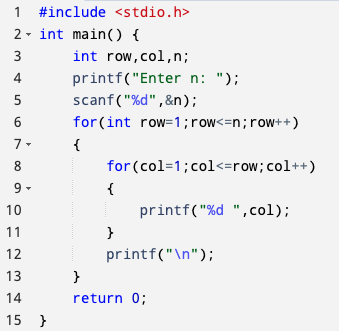 1 #include <stdio.h>
2 int main() {
3 int row,col,n;
4 printf("Enter n: ");
5 scanf("%d",&n);
6 for(int row=1;row<=n;row++)
7 {
8 for(col=1;col<=row;col++)
9 {
10 printf("%d ",col);
11 }
12 printf("\n");
13 }
14 return 0;
15 }